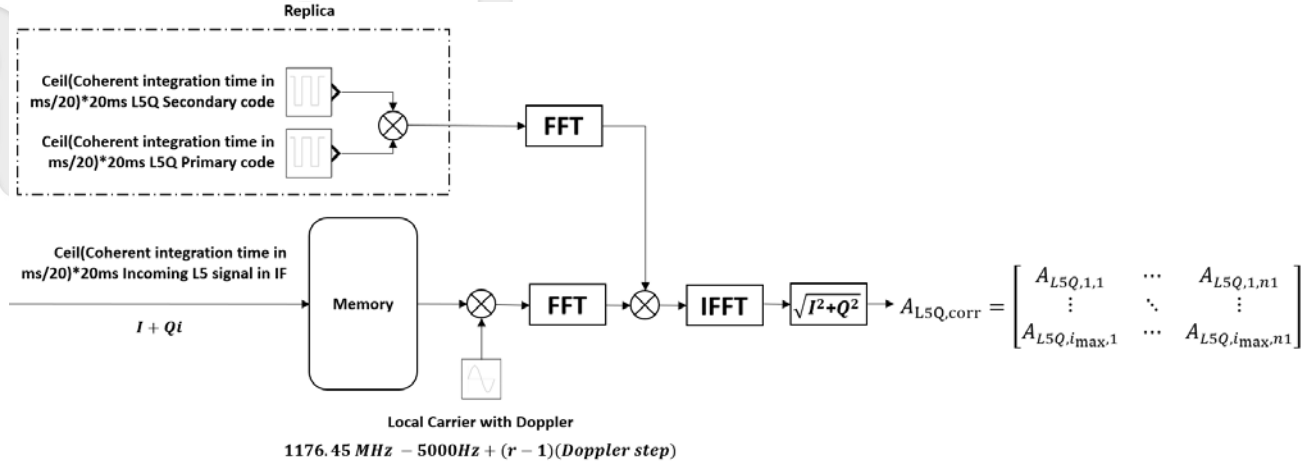 Replica
Ceil(Coherent integration time in
ms/20)*20ms L5Q Secondary code
Ceil(Coherent integration time in
ms/20)*20ms L5Q Primary code
FFT
Ceil(Coherent integration time in
ms/20)*20ms Incoming L5 signal in IF
I + Qi
Memory
FFT
IFFT
√I²+Q²
A_L5Q,corr = [A_L5Q,1,1 ⋯ A_L5Q,1,n1
⋮ ⋱ ⋮
A_L5Q,i_max,1 ⋯ A_L5Q,i_max,n1]
Local Carrier with Doppler
1176.45 MHz − 5000Hz + (r − 1)(Doppler step)